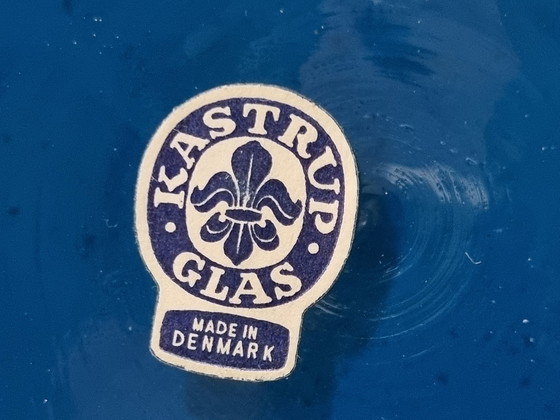 KASTRUP
GLAS
MADE IN
DENMARK